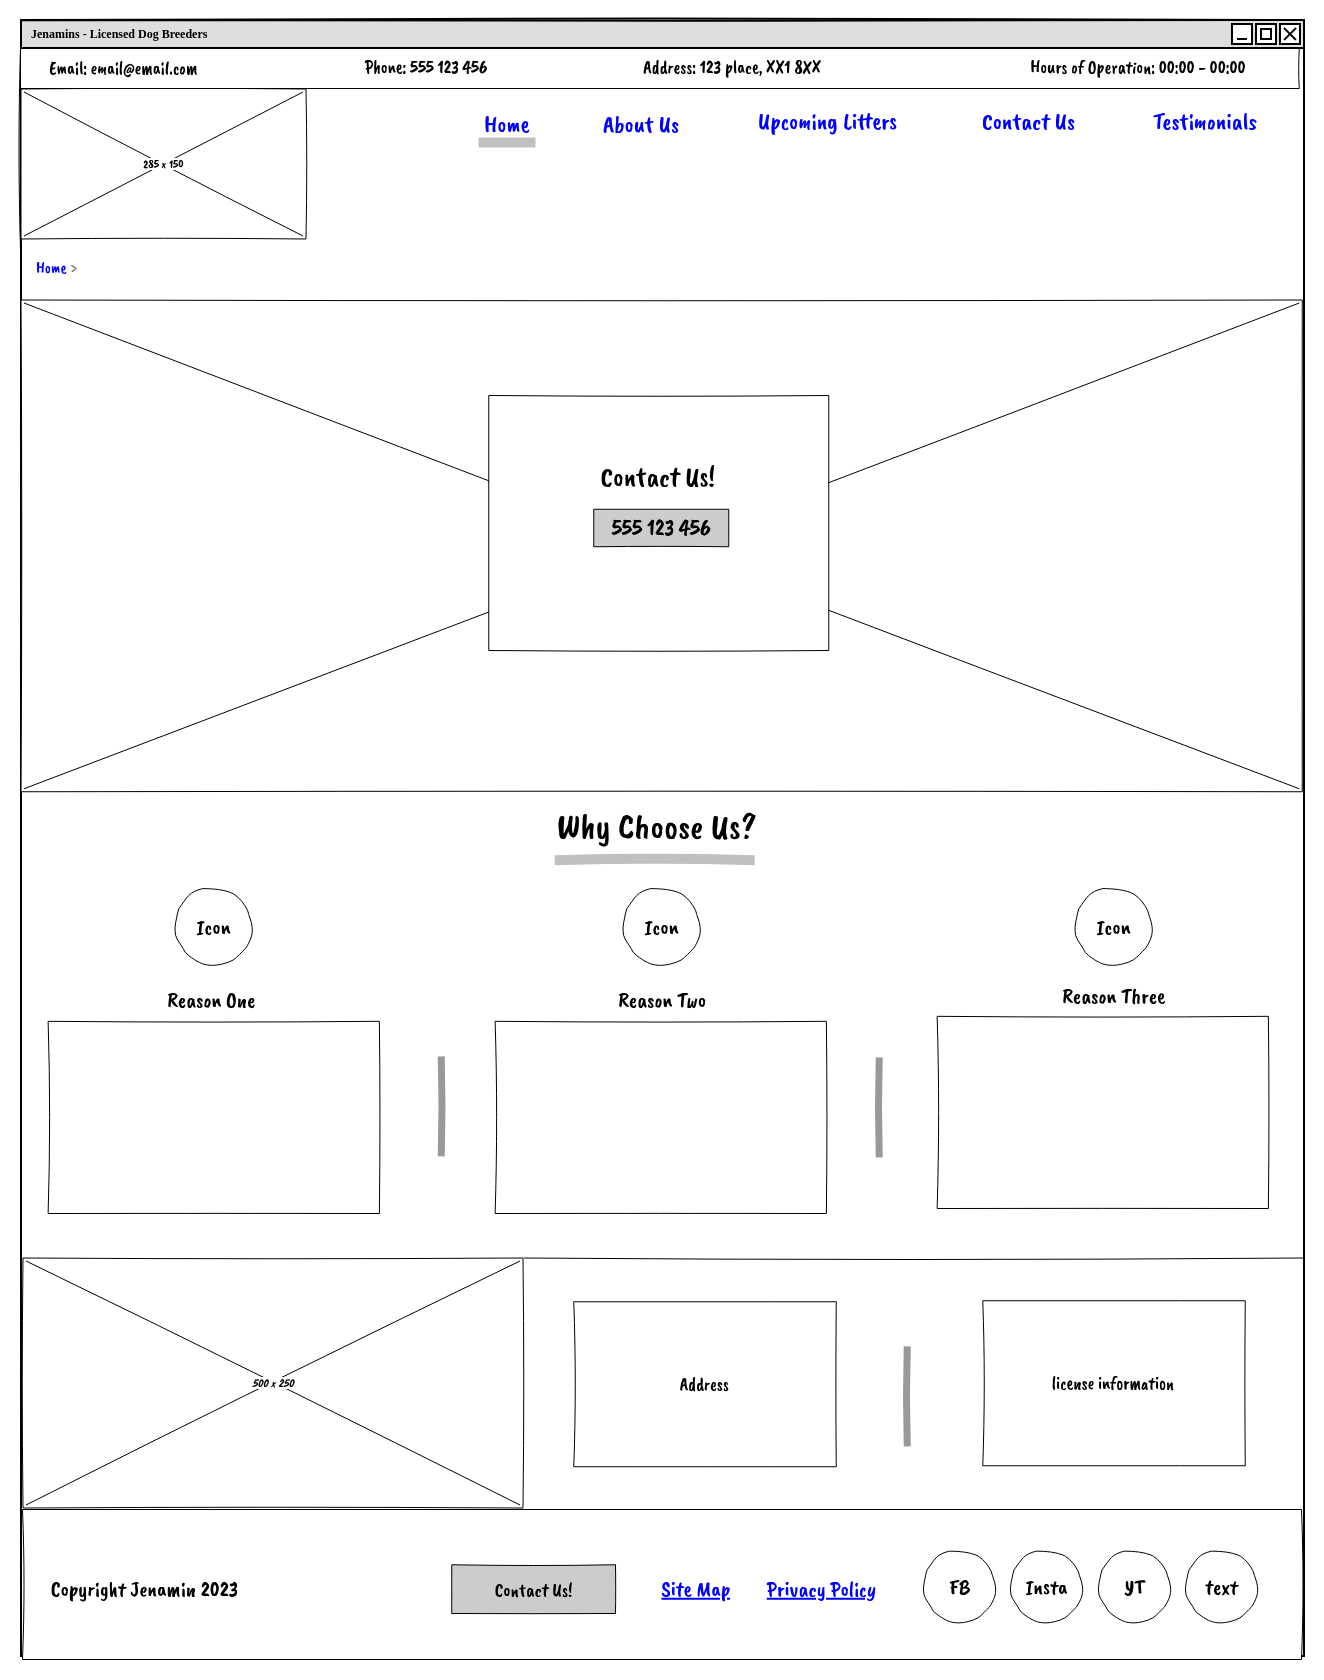 Jenamins - Licensed Dog Breeders
Email: email@email.com
Phone: 555 123 456
Address: 123 place, XX1 8XX
Hours of Operation: 00:00 - 00:00
285 x 150
Home
About Us
Upcoming Litters
Contact Us
Testimonials
Home >
Contact Us!
555 123 456
Why Choose Us?
Icon
Icon
Icon
Reason One
Reason Two
Reason Three
500 x 250
Address
license information
Copyright Jenamin 2023
Contact Us!
Site Map
Privacy Policy
FB
Insta
YT
text